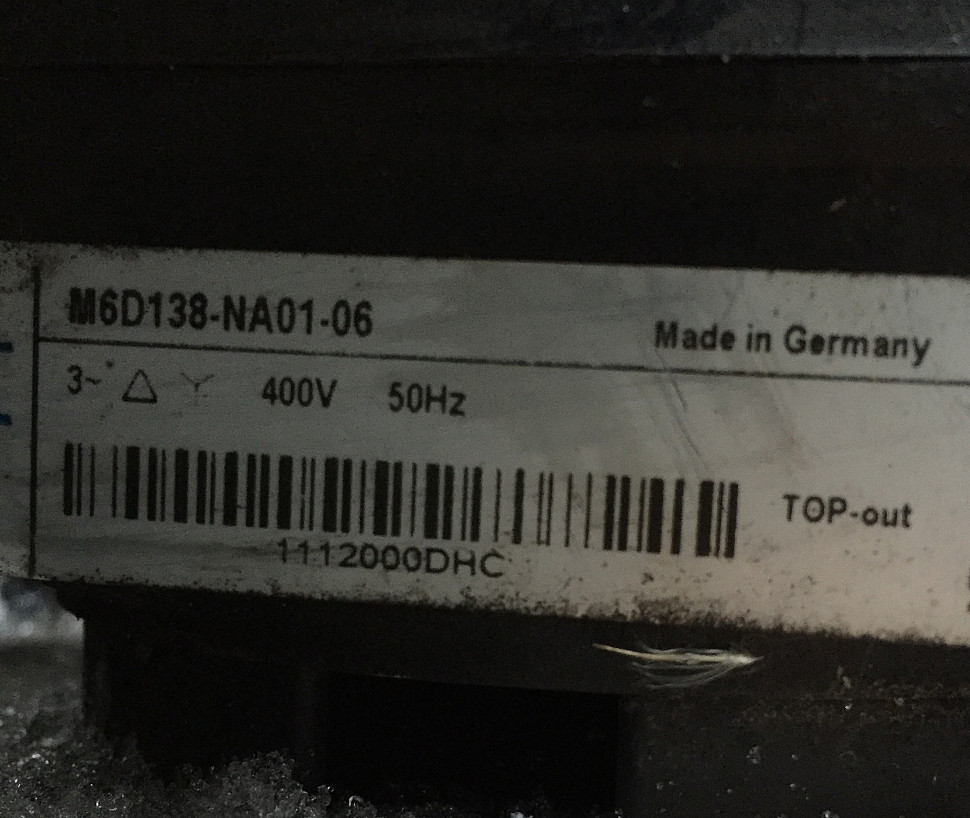 M6D138-NA01-06
Made in Germany
3~ △ Y 400V 50Hz
TOP-out
1112000DHC